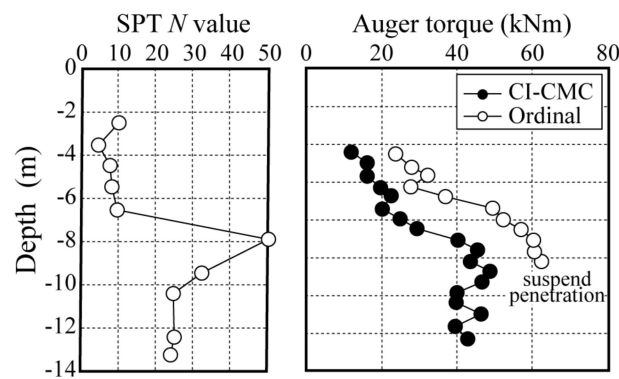 SPT N value
Auger torque (kNm)
0 10 20 30 40 50
0 20 40 60 80
0
-2
-4
-6
-8
-10
-12
-14
Depth (m)
CI-CMC
Ordinal
suspend
penetration